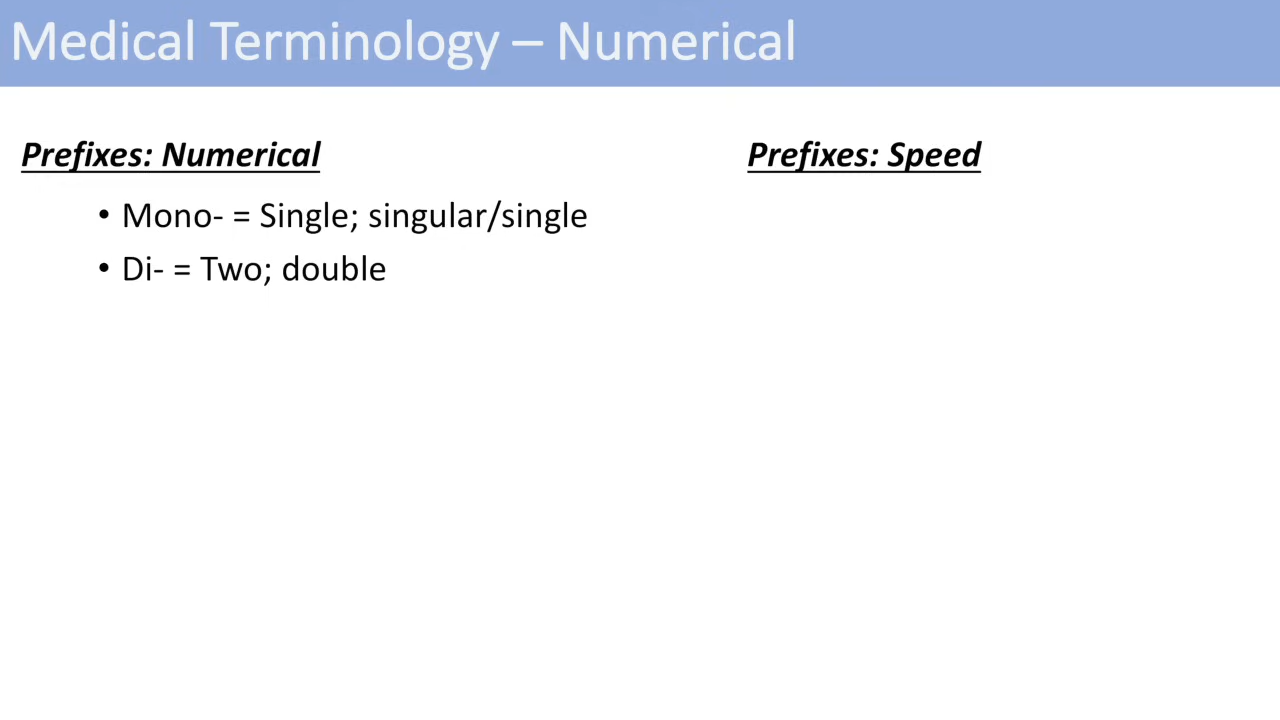 Medical Terminology – Numerical
Prefixes: Numerical
• Mono- = Single; singular/single
• Di- = Two; double
Prefixes: Speed